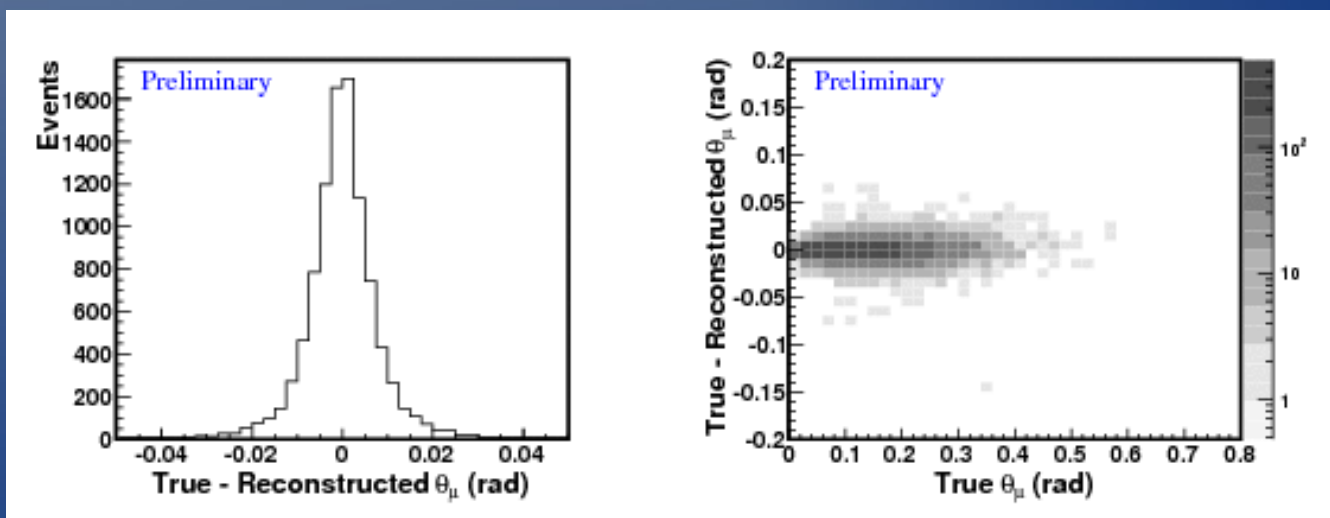 Preliminary
Events
1600
1400
1200
1000
800
600
400
200
0
-0.04 -0.02 0 0.02 0.04
True - Reconstructed θμ (rad)
Preliminary
True - Reconstructed θμ (rad)
0.2
0.15
0.1
0.05
0
-0.05
-0.1
-0.15
-0.2
0 0.1 0.2 0.3 0.4 0.5 0.6 0.7 0.8
True θμ (rad)
10²
10
1